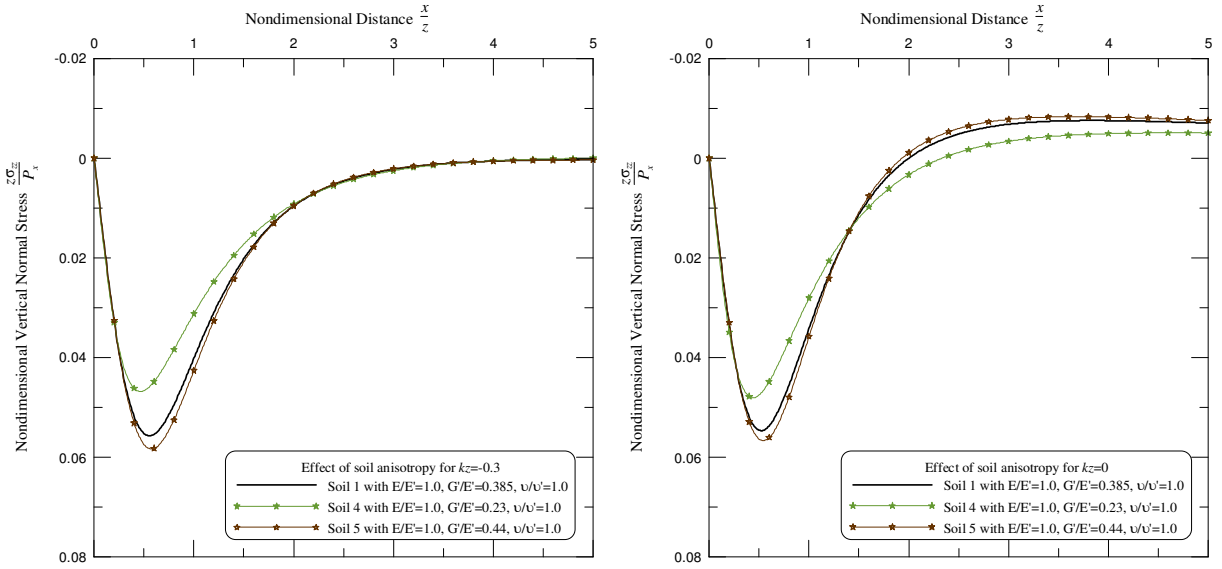 Nondimensional Distance x/z
0 1 2 3 4 5
-0.02
0
0.02
0.04
0.06
0.08
Nondimensional Vertical Normal Stress zσzz/Px
Effect of soil anisotropy for kz=-0.3
Soil 1 with E/E'=1.0, G'/E'=0.385, υ/υ'=1.0
Soil 4 with E/E'=1.0, G'/E'=0.23, υ/υ'=1.0
Soil 5 with E/E'=1.0, G'/E'=0.44, υ/υ'=1.0
Nondimensional Distance x/z
0 1 2 3 4 5
-0.02
0
0.02
0.04
0.06
0.08
Nondimensional Vertical Normal Stress zσzz/Px
Effect of soil anisotropy for kz=0
Soil 1 with E/E'=1.0, G'/E'=0.385, υ/υ'=1.0
Soil 4 with E/E'=1.0, G'/E'=0.23, υ/υ'=1.0
Soil 5 with E/E'=1.0, G'/E'=0.44, υ/υ'=1.0